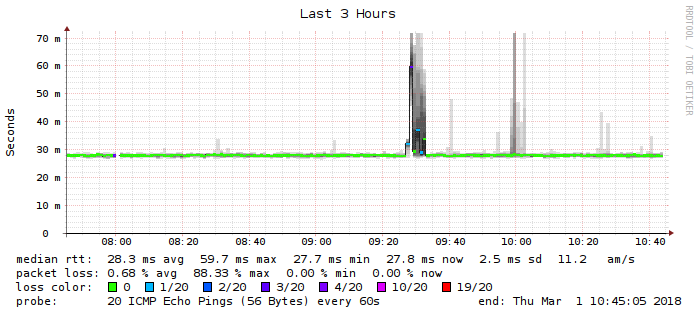 Last 3 Hours
RRDTOOL / TOBI OETIKER
Seconds
70 m
60 m
50 m
40 m
30 m
20 m
10 m
0
08:00 08:20 08:40 09:00 09:20 09:40 10:00 10:20 10:40
median rtt: 28.3 ms avg 59.7 ms max 27.7 ms min 27.8 ms now 2.5 ms sd 11.2 am/s
packet loss: 0.68 % avg 88.33 % max 0.00 % min 0.00 % now
loss color: 0 1/20 2/20 3/20 4/20 10/20 19/20
probe: 20 ICMP Echo Pings (56 Bytes) every 60s end: Thu Mar 1 10:45:05 2018